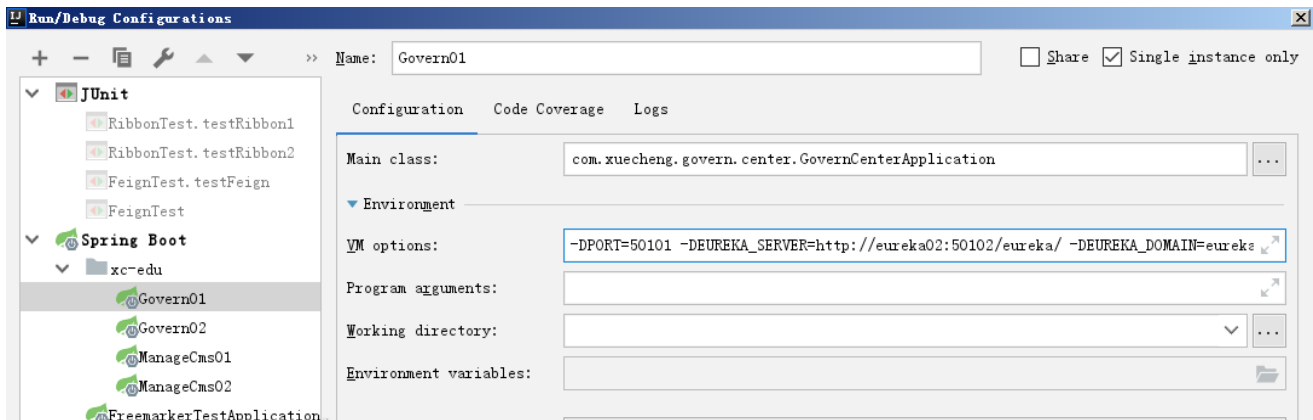 Run/Debug Configurations
Name: Govern01
Share Single instance only
JUnit
RibbonTest.testRibbon1
RibbonTest.testRibbon2
FeignTest.testFeign
FeignTest
Spring Boot
xc-edu
Govern01
Govern02
ManageCms01
ManageCms02
FreemarkerTestApplication
Configuration Code Coverage Logs
Main class: com.xuecheng.govern.center.GovernCenterApplication ...
Environment
VM options: -DPORT=50101 -DEUREKA_SERVER=http://eureka02:50102/eureka/ -DEUREKA_DOMAIN=eureka
Program arguments:
Working directory: ...
Environment variables: